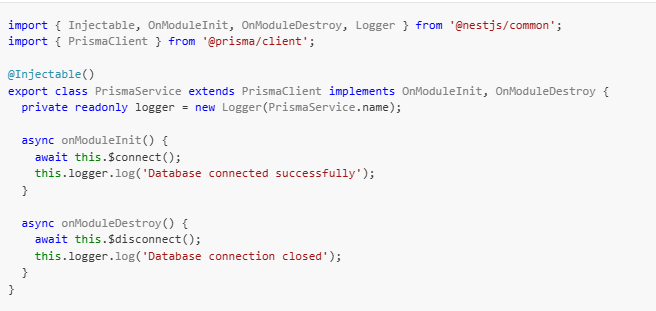 import { Injectable, OnModuleInit, OnModuleDestroy, Logger } from '@nestjs/common';
import { PrismaClient } from '@prisma/client';

@Injectable()
export class PrismaService extends PrismaClient implements OnModuleInit, OnModuleDestroy {
  private readonly logger = new Logger(PrismaService.name);

  async onModuleInit() {
    await this.$connect();
    this.logger.log('Database connected successfully');
  }

  async onModuleDestroy() {
    await this.$disconnect();
    this.logger.log('Database connection closed');
  }
}